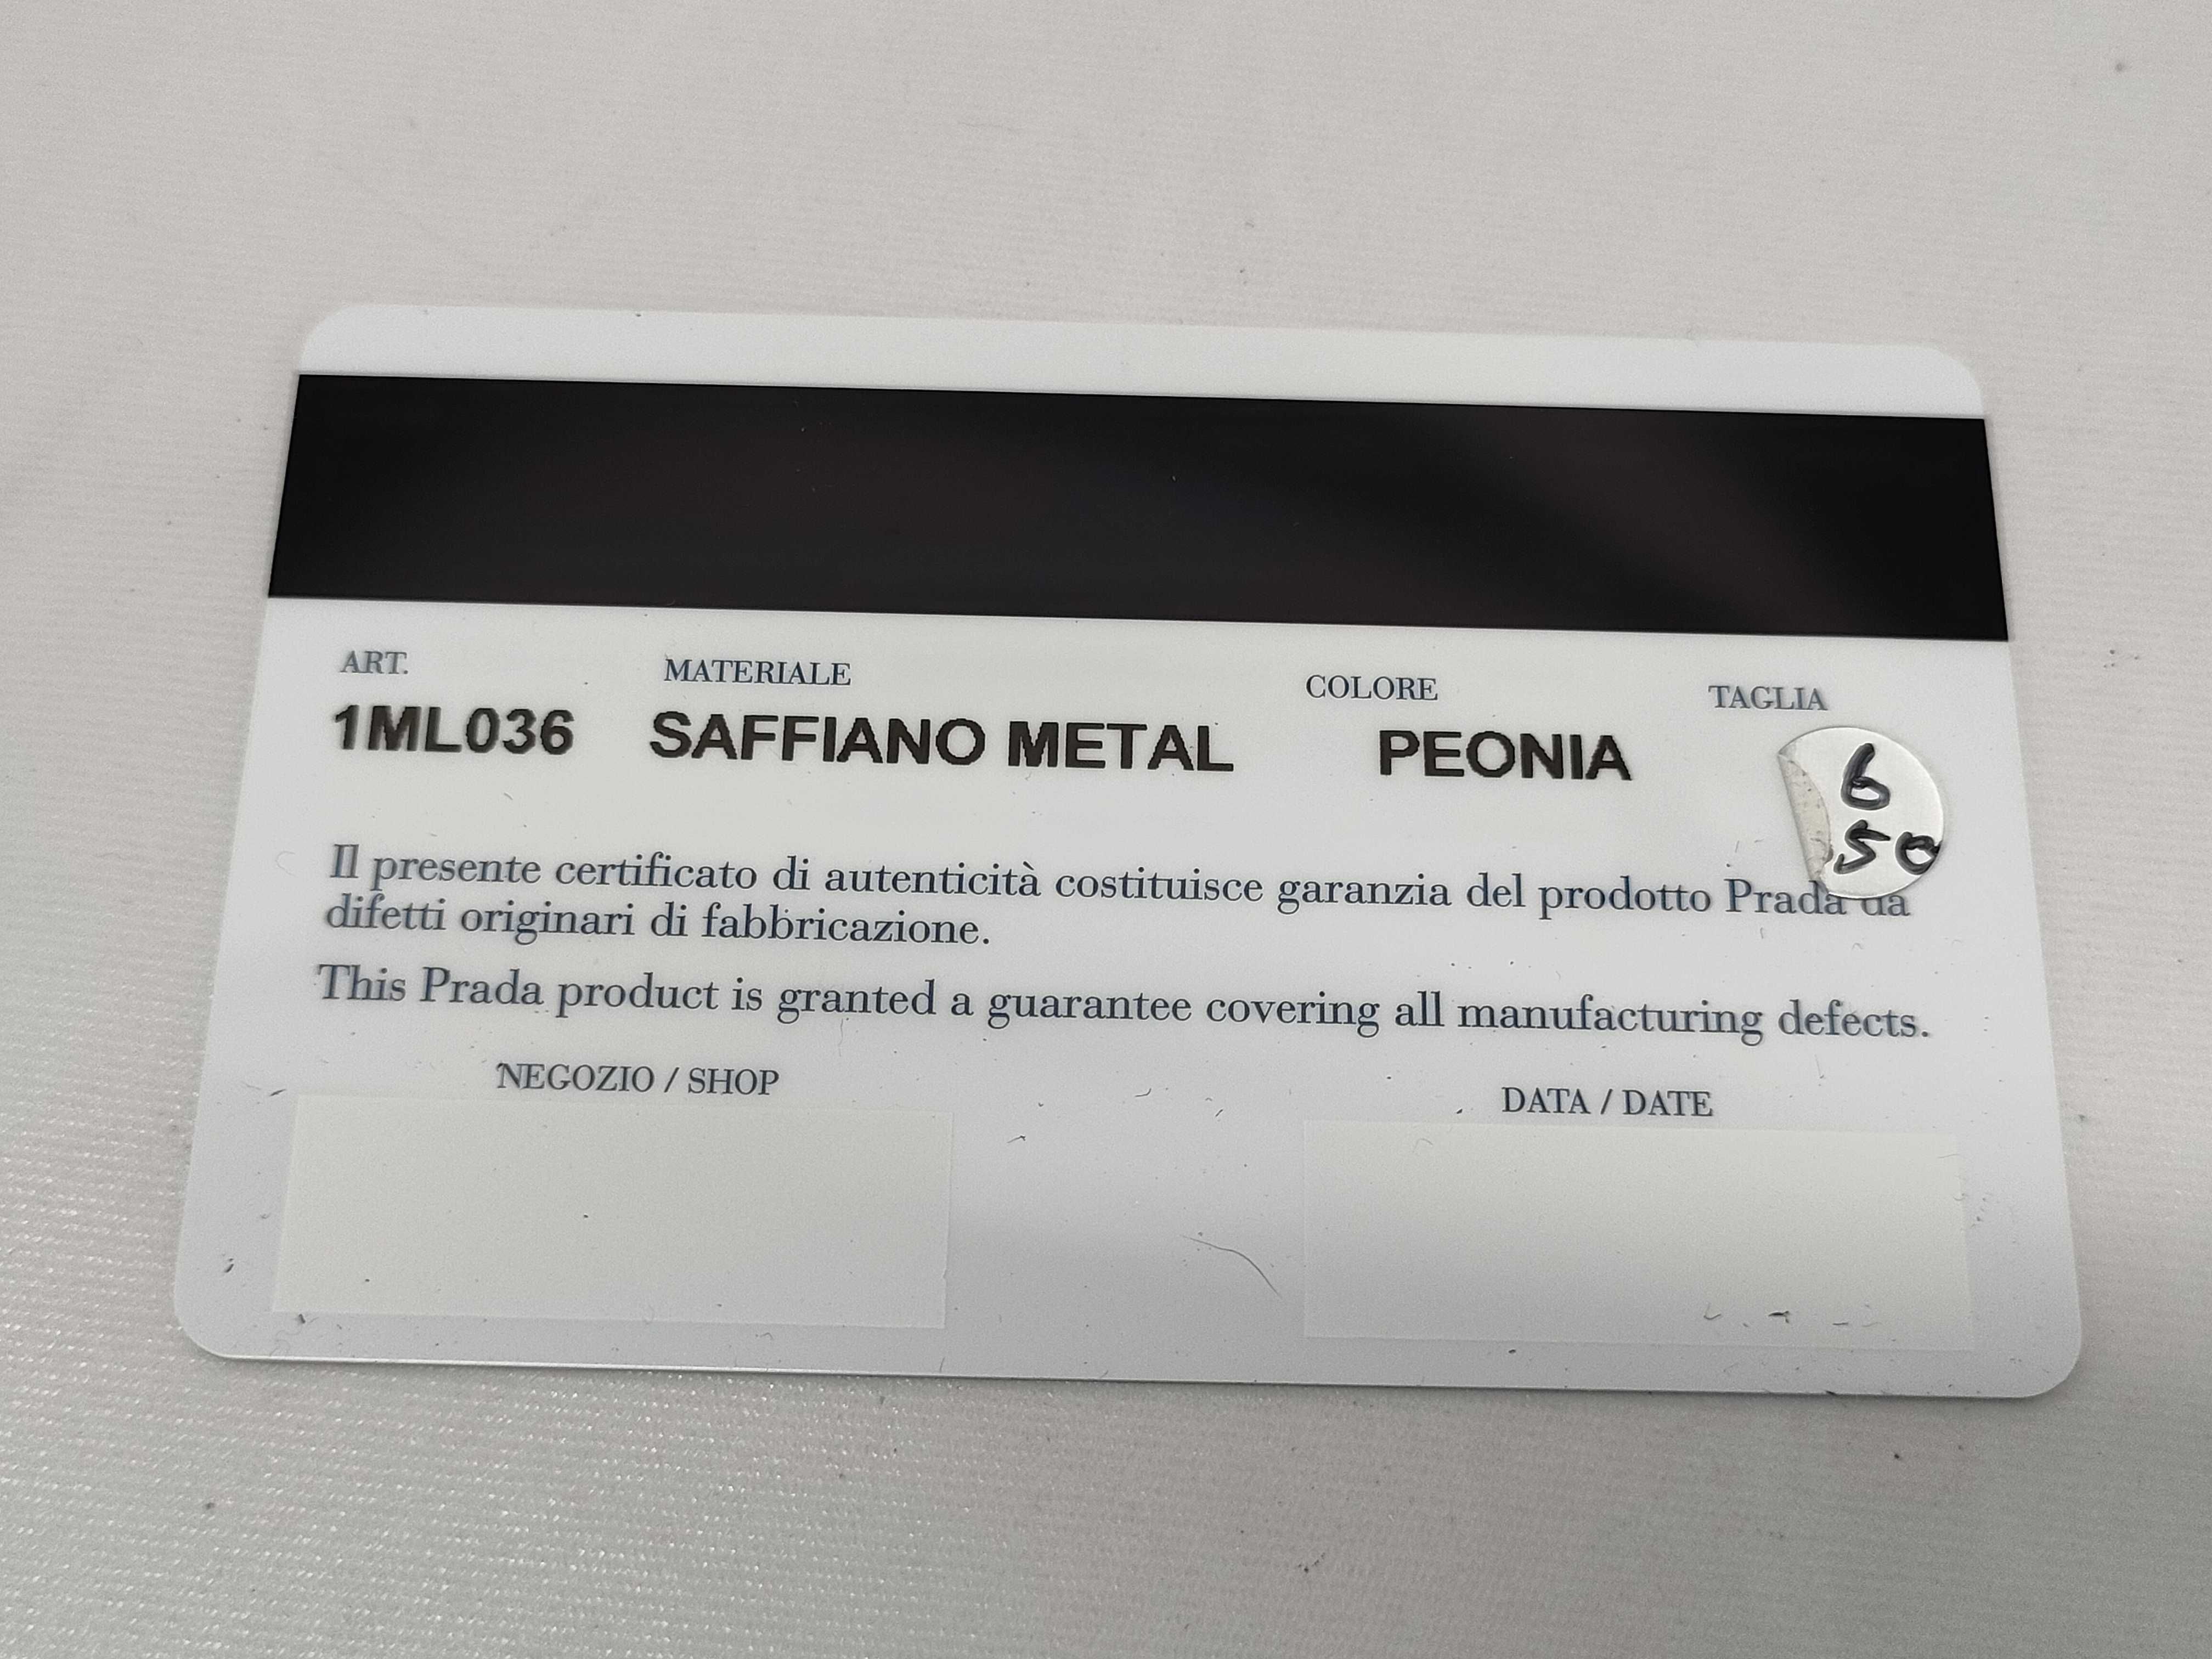 ART. MATERIALE COLORE TAGLIA
1ML036 SAFFIANO METAL PEONIA
6
50
Il presente certificato di autenticità costituisce garanzia del prodotto Prada da
difetti originari di fabbricazione.
This Prada product is granted a guarantee covering all manufacturing defects.
NEGOZIO / SHOP DATA / DATE